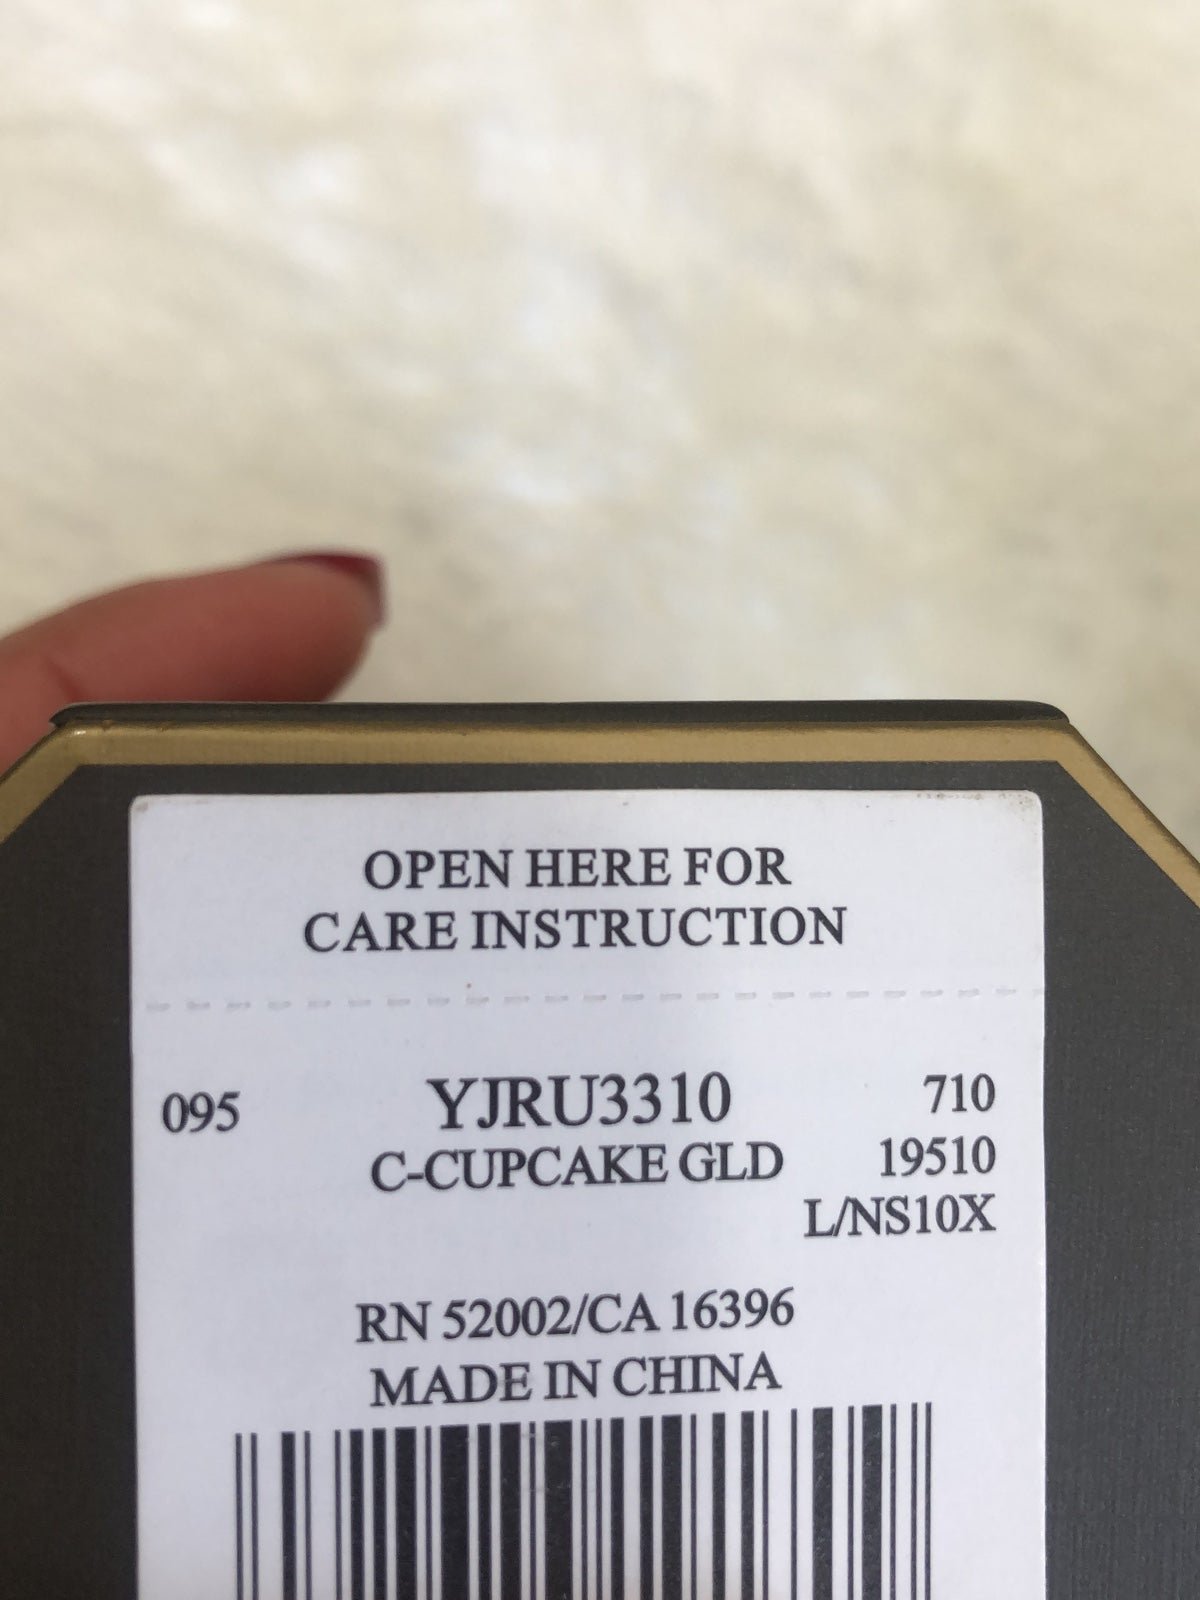 OPEN HERE FOR
CARE INSTRUCTION
095 YJRU3310 710
C-CUPCAKE GLD 19510
L/NS10X
RN 52002/CA 16396
MADE IN CHINA